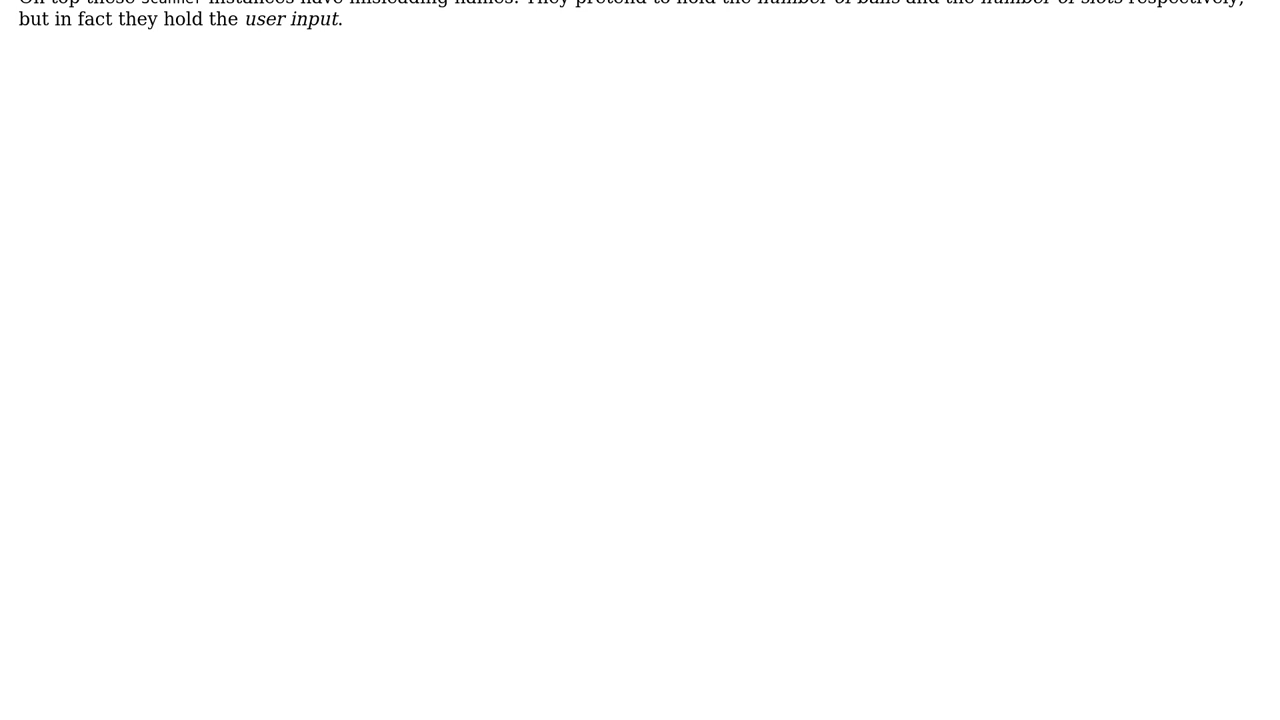 On top these Scanner instances have misleading names. They pretend to hold the number of balls and the number of slots respectively,
but in fact they hold the user input.